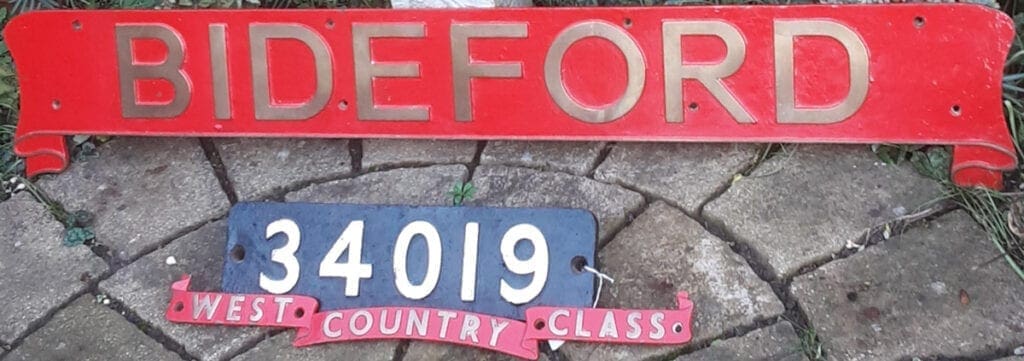 BIDEFORD
34019
WEST COUNTRY CLASS